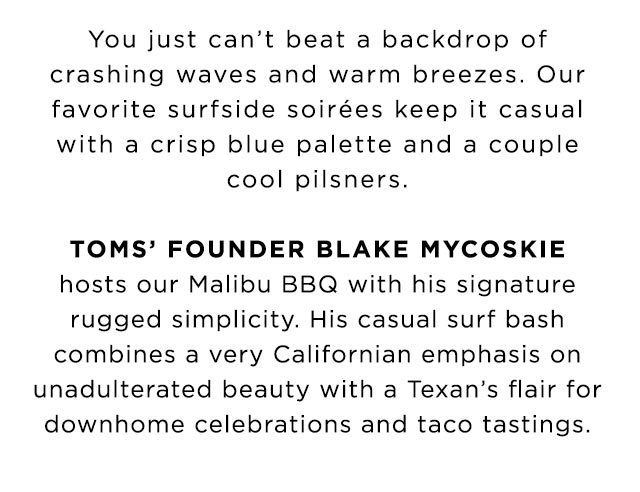 You just can’t beat a backdrop of
crashing waves and warm breezes. Our
favorite surfside soirées keep it casual
with a crisp blue palette and a couple
cool pilsners.
TOMS’ FOUNDER BLAKE MYCOSKIE
hosts our Malibu BBQ with his signature
rugged simplicity. His casual surf bash
combines a very Californian emphasis on
unadulterated beauty with a Texan’s flair for
downhome celebrations and taco tastings.